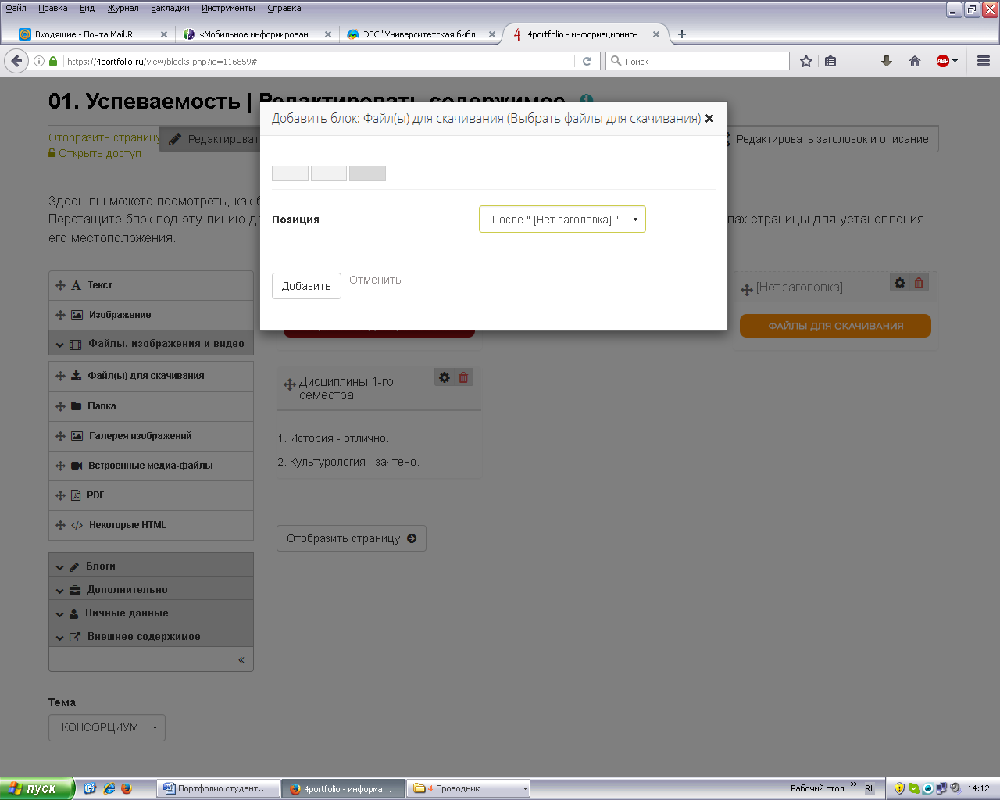 Файл Правка Вид Журнал Закладки Инструменты Справка
Входящие - Почта Mail.Ru
«Мобильное информирован...
ЭБС "Университетская библ...
4portfolio - информационно-...
https://4portfolio.ru/view/blocks.php?id=116859#
Поиск
ABP
01. Успеваемость | Редактировать содержимое
Добавить блок: Файл(ы) для скачивания (Выбрать файлы для скачивания)
Отобразить страницу
Редактировать
Редактировать заголовок и описание
Открыть доступ
Здесь вы можете посмотреть, как
Перетащите блок под эту линию
лах страницы для установления
его местоположения.
Позиция
После " [Нет заголовка] "
Добавить
Отменить
Текст
Изображение
Файлы, изображения и видео
Файл(ы) для скачивания
Папка
Галерея изображений
Встроенные медиа-файлы
PDF
Некоторые HTML
Блоги
Дополнительно
Личные данные
Внешнее содержимое
«
[Нет заголовка]
ФАЙЛЫ ДЛЯ СКАЧИВАНИЯ
Дисциплины 1-го
семестра
1. История - отлично.
2. Культурология - зачтено.
Отобразить страницу
Тема
КОНСОРЦИУМ
пуск
Портфолио студент...
4portfolio - информа...
4 Проводник
Рабочий стол
»
RL
14:12